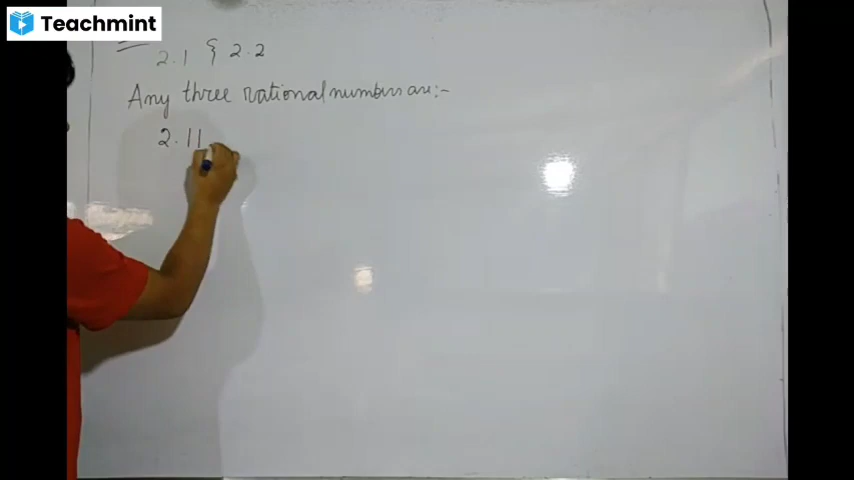 Teachmint
2.1 & 2.2
Any three rational numbers are:-
2.11